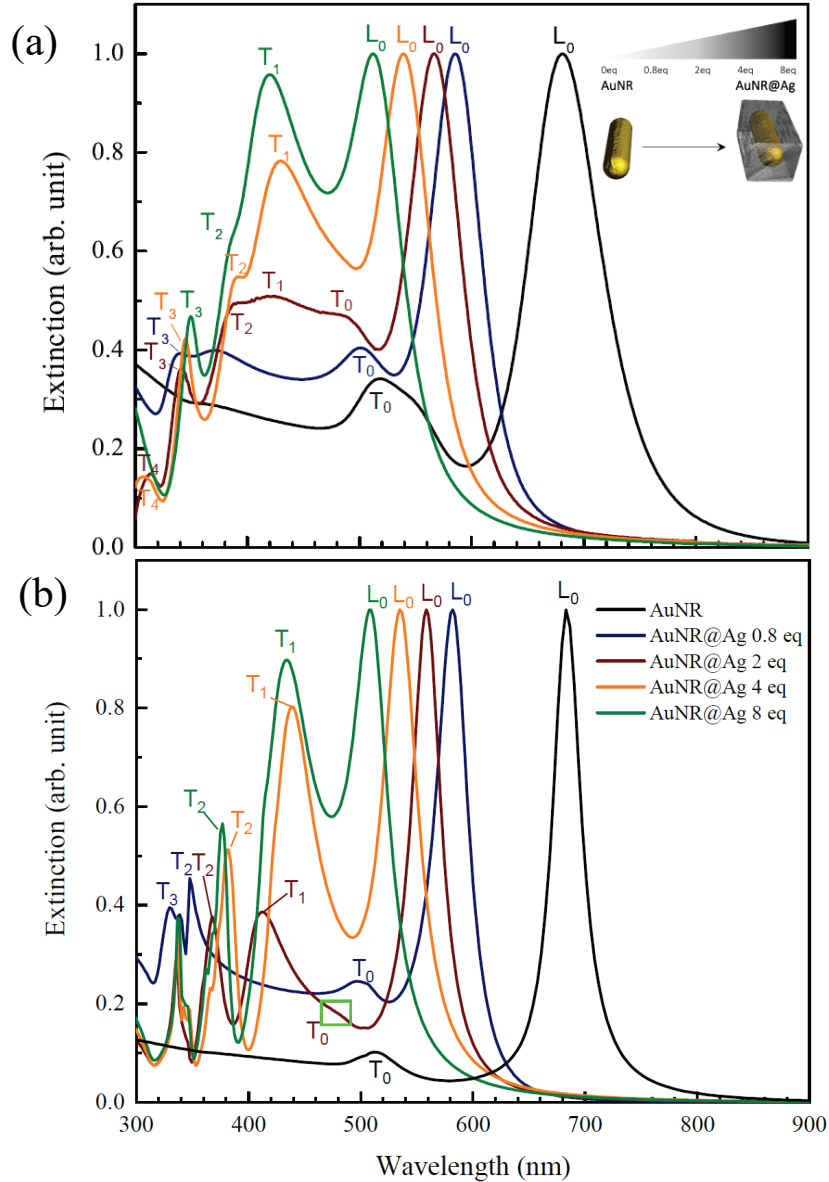 (a)
L₀ L₀ L₀ L₀ L₀
T₁
T₁
T₂
T₂ T₁ T₀
T₂
T₃ T₃
T₃
T₃
T₀
T₀
T₄
T₄
0eq 0.8eq 2eq 4eq 8eq
AuNR AuNR@Ag
Extinction (arb. unit)
1.0
0.8
0.6
0.4
0.2
0.0
(b)
L₀ L₀ L₀ L₀ L₀
T₁
T₁
T₂
T₂
T₂ T₂
T₃ T₁
T₀
T₀
T₀
AuNR
AuNR@Ag 0.8 eq
AuNR@Ag 2 eq
AuNR@Ag 4 eq
AuNR@Ag 8 eq
Extinction (arb. unit)
1.0
0.8
0.6
0.4
0.2
0.0
300 400 500 600 700 800 900
Wavelength (nm)